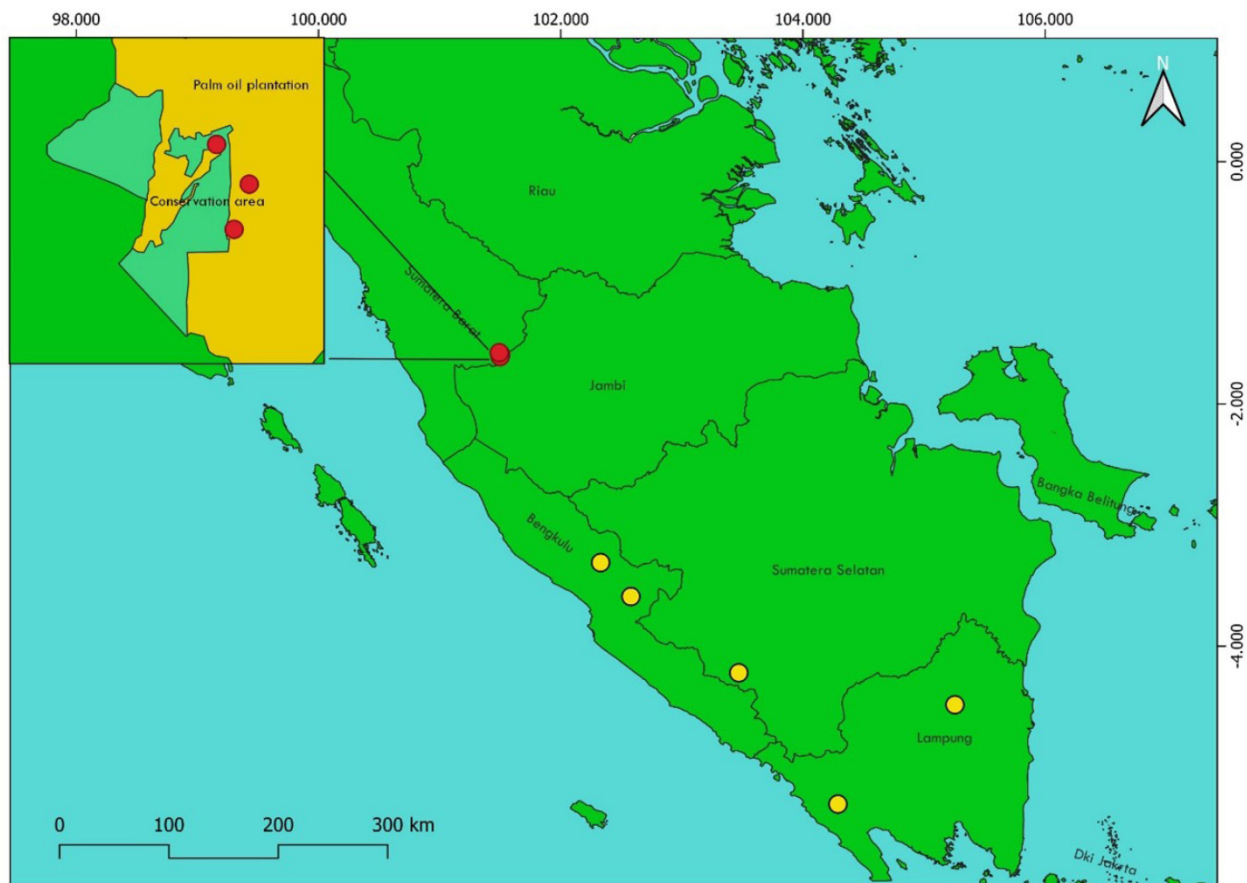 98.000 100.000 102.000 104.000 106.000
N
Palm oil plantation
Conservation area
0.000
Riau
Sumatera Barat
Jambi
-2.000
Bangka Belitung
Bengkulu
Sumatera Selatan
-4.000
Lampung
0 100 200 300 km
Dki Jakrta